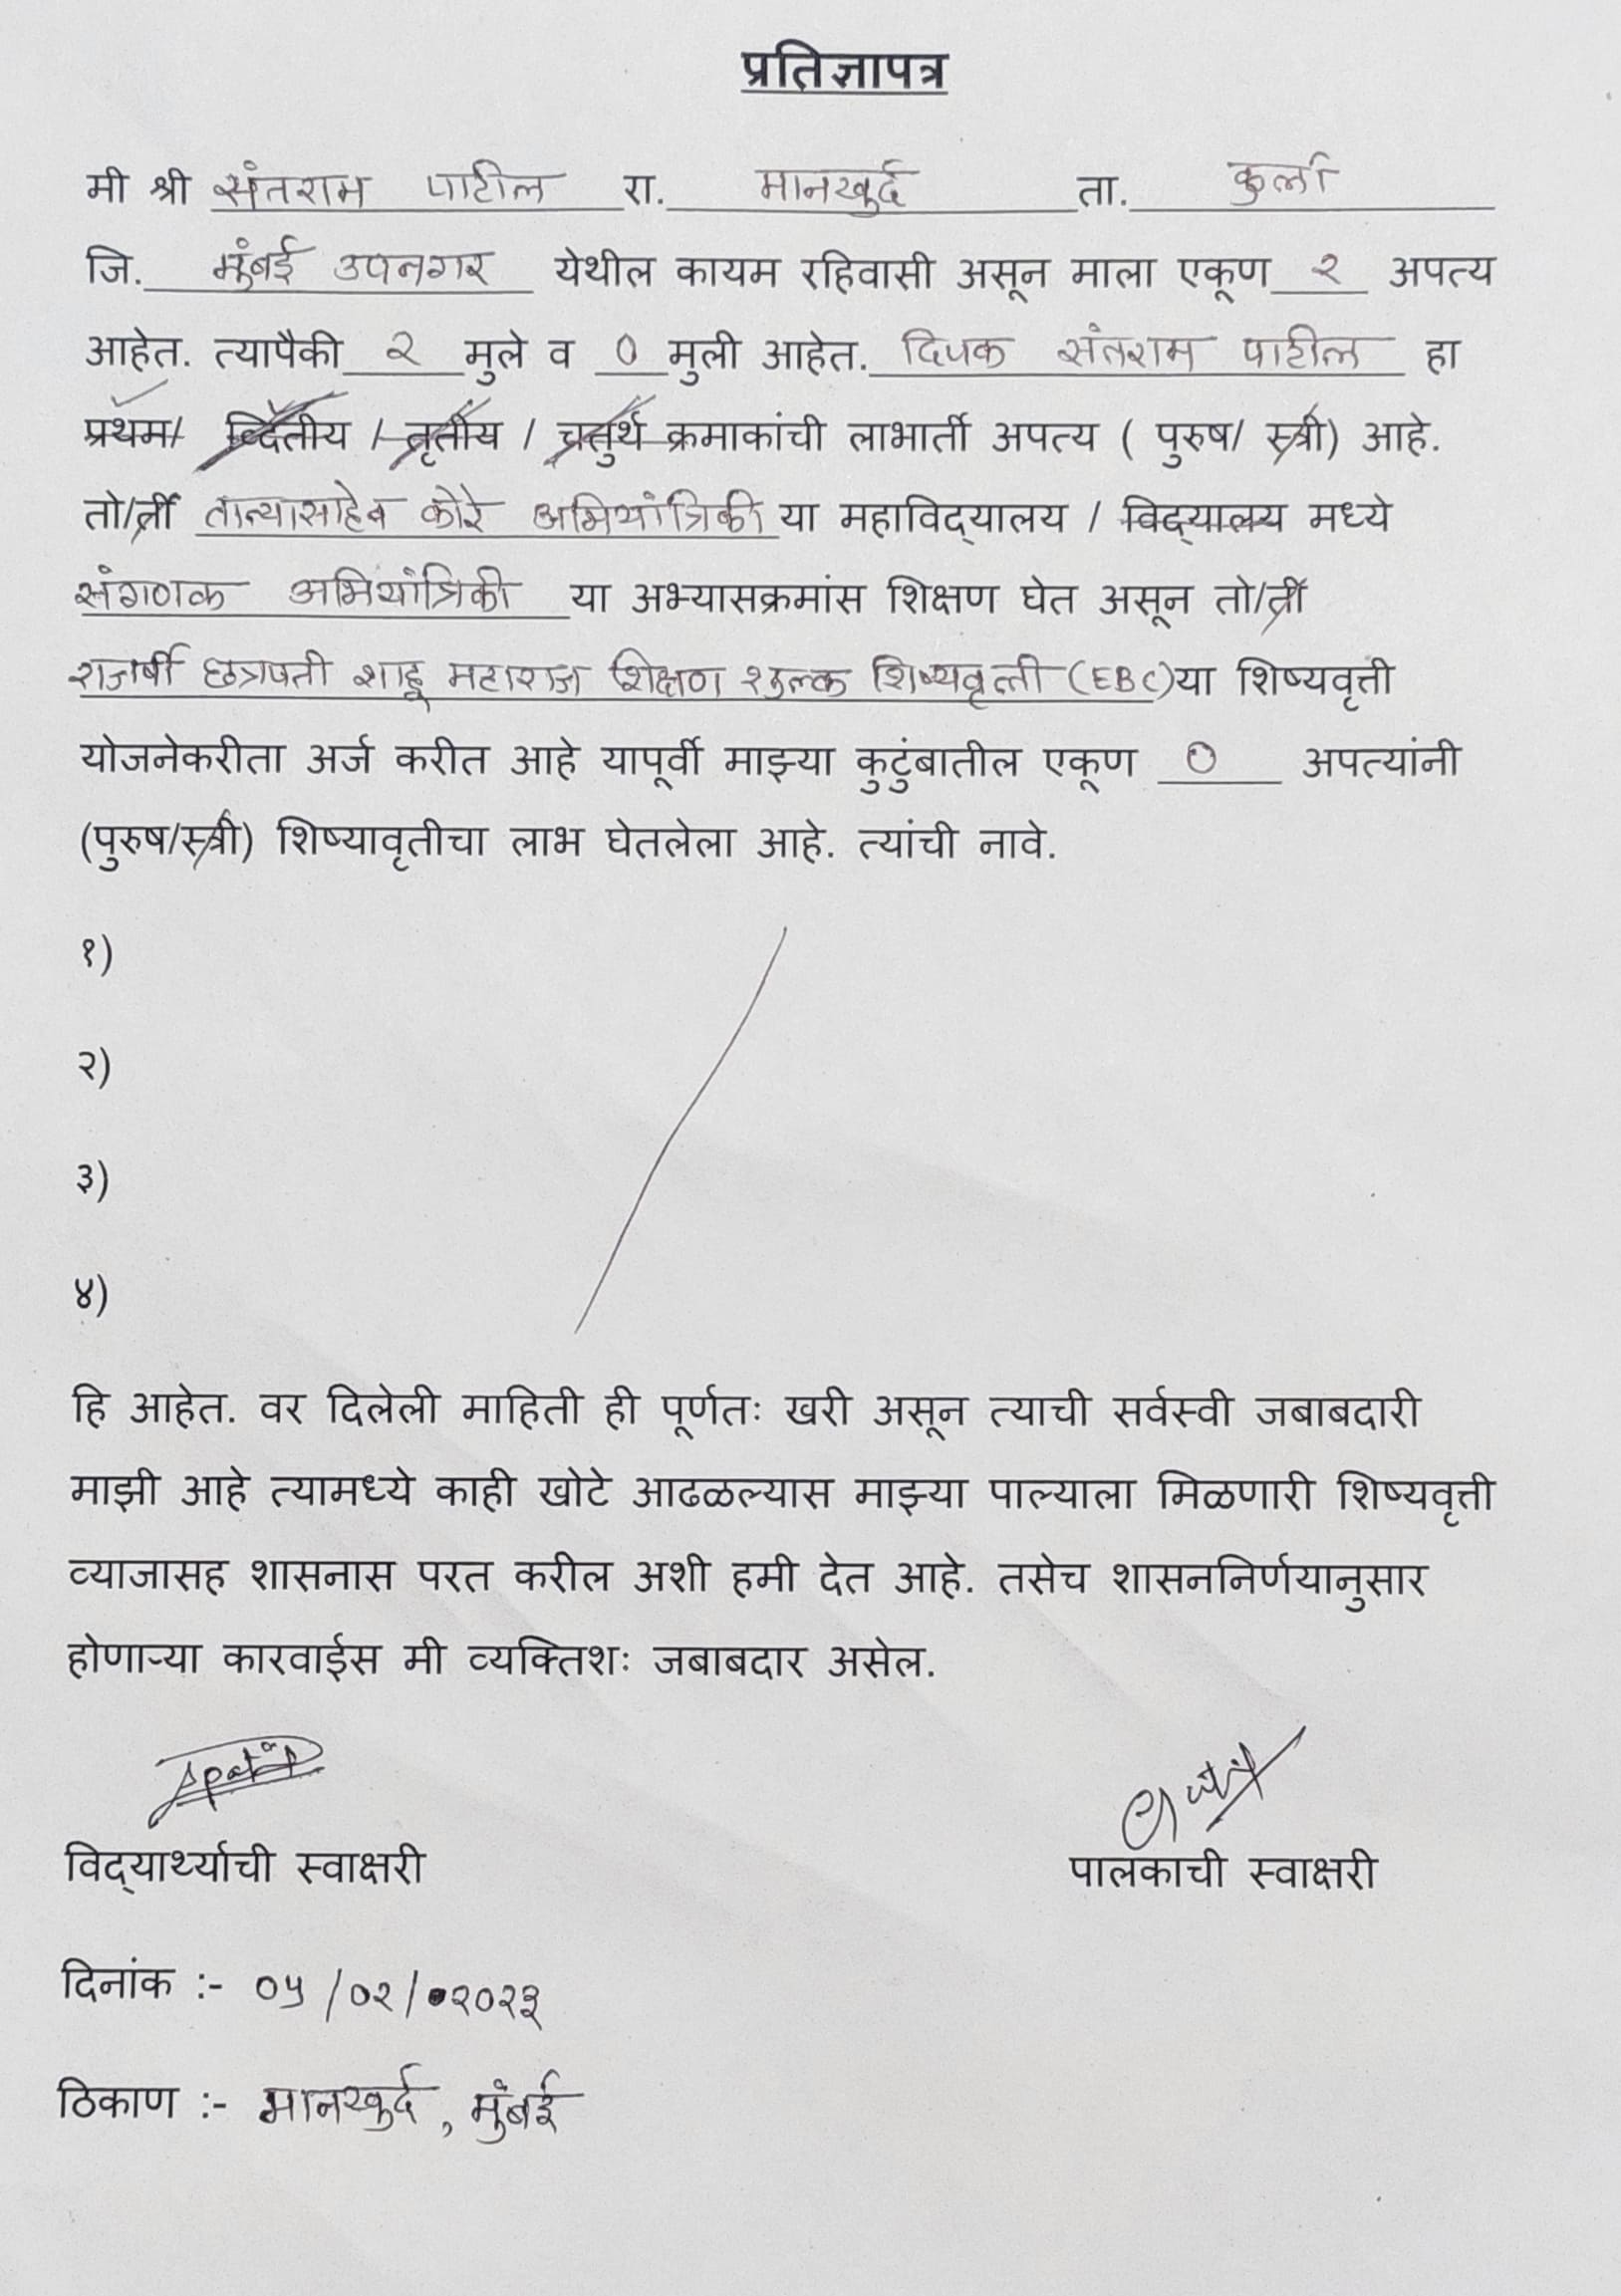 प्रतिज्ञापत्र
मी श्री संतराम पाटील रा. मानखुर्द ता. कुर्ला
जि. मुंबई उपनगर येथील कायम रहिवासी असून माला एकूण २ अपत्य
आहेत. त्यापैकी २ मुले व 0 मुली आहेत. दिपक संतराम पाटील हा
प्रथम/ व्दितीय / तृतीय / चतुर्थ क्रमाकांची लाभार्ती अपत्य ( पुरुष/ स्त्री) आहे.
तो/ती तात्यासाहेब कोरे अभियांत्रिकी या महाविद्यालय / विद्यालय मध्ये
संगणक अभियांत्रिकी या अभ्यासक्रमांस शिक्षण घेत असून तो/ती
राजर्षी छत्रपती शाहू महाराज शिक्षण शुल्क शिष्यवृत्ती (EBC) या शिष्यवृत्ती
योजनेकरीता अर्ज करीत आहे यापूर्वी माझ्या कुटुंबातील एकूण 0 अपत्यांनी
(पुरुष/स्त्री) शिष्यावृतीचा लाभ घेतलेला आहे. त्यांची नावे.
१)
२)
३)
४)
हि आहेत. वर दिलेली माहिती ही पूर्णतः खरी असून त्याची सर्वस्वी जबाबदारी
माझी आहे त्यामध्ये काही खोटे आढळल्यास माझ्या पाल्याला मिळणारी शिष्यवृत्ती
व्याजासह शासनास परत करील अशी हमी देत आहे. तसेच शासननिर्णयानुसार
होणाऱ्या कारवाईस मी व्यक्तिशः जबाबदार असेल.
विद्यार्थ्याची स्वाक्षरी पालकाची स्वाक्षरी
दिनांक :- ०५/०२/२०२३
ठिकाण :- मानखुर्द, मुंबई